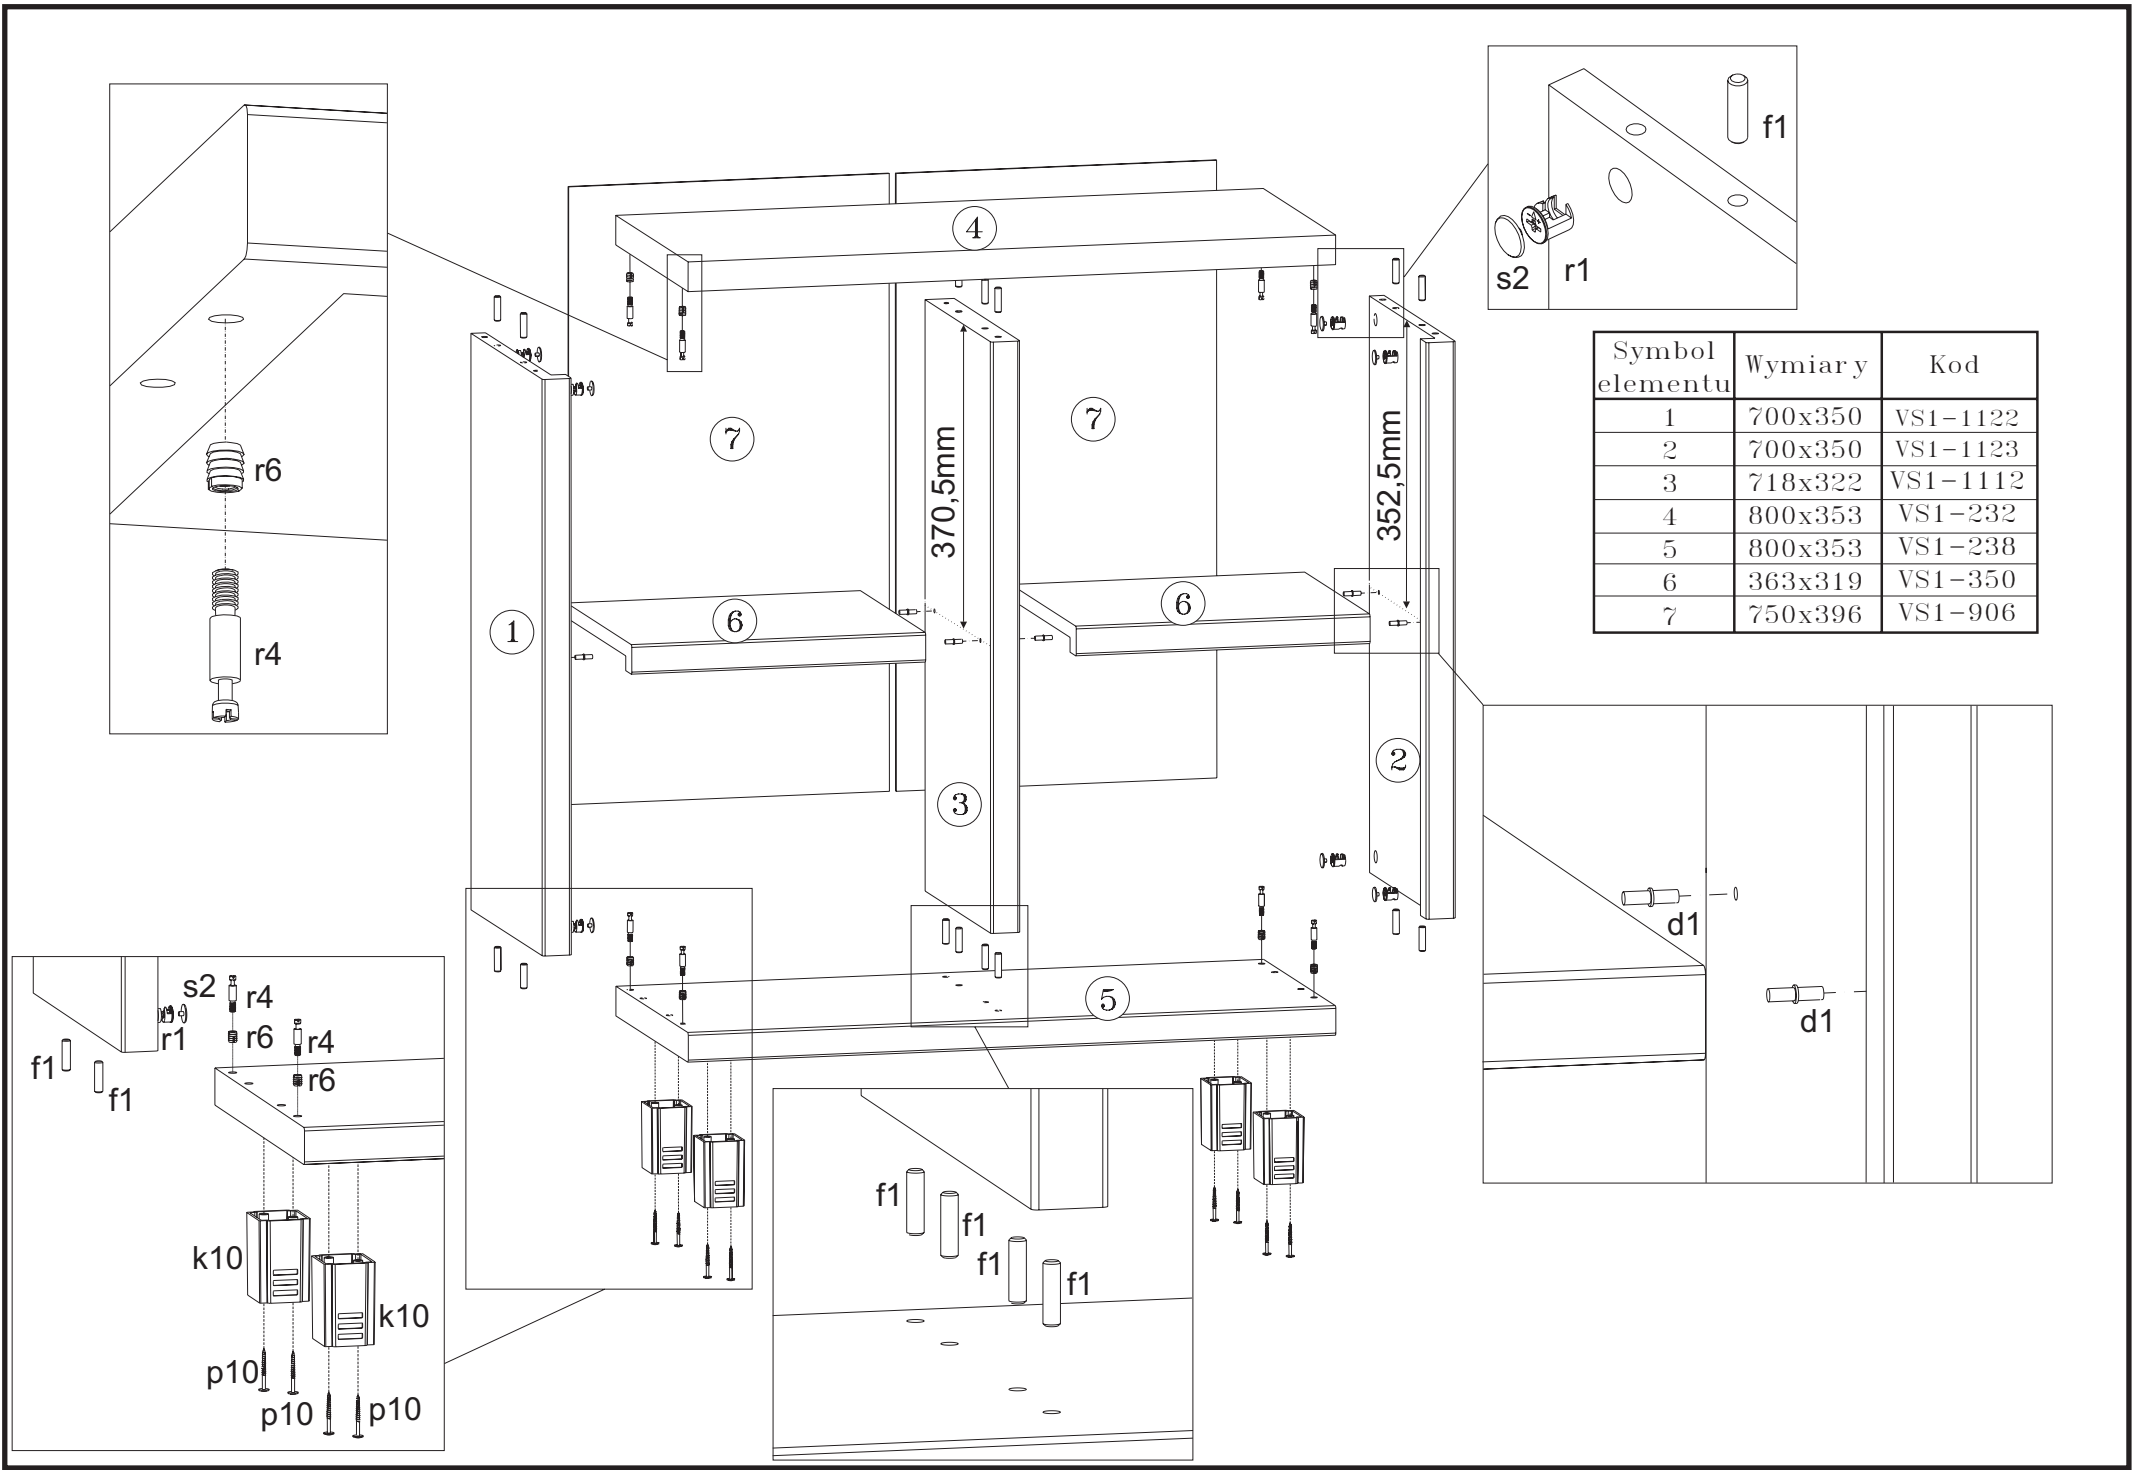 f1
s2
r1
r6
r4
4
7
7
370,5mm
352,5mm
Symbol elementu Wymiary Kod
1 700x350 VS1-1122
2 700x350 VS1-1123
3 718x322 VS1-1112
4 800x353 VS1-232
5 800x353 VS1-238
6 363x319 VS1-350
7 750x396 VS1-906
6
6
1
2
3
5
d1
d1
s2
r4
r1
r6
r4
r6
f1
f1
k10
k10
p10
p10
p10
f1
f1
f1
f1